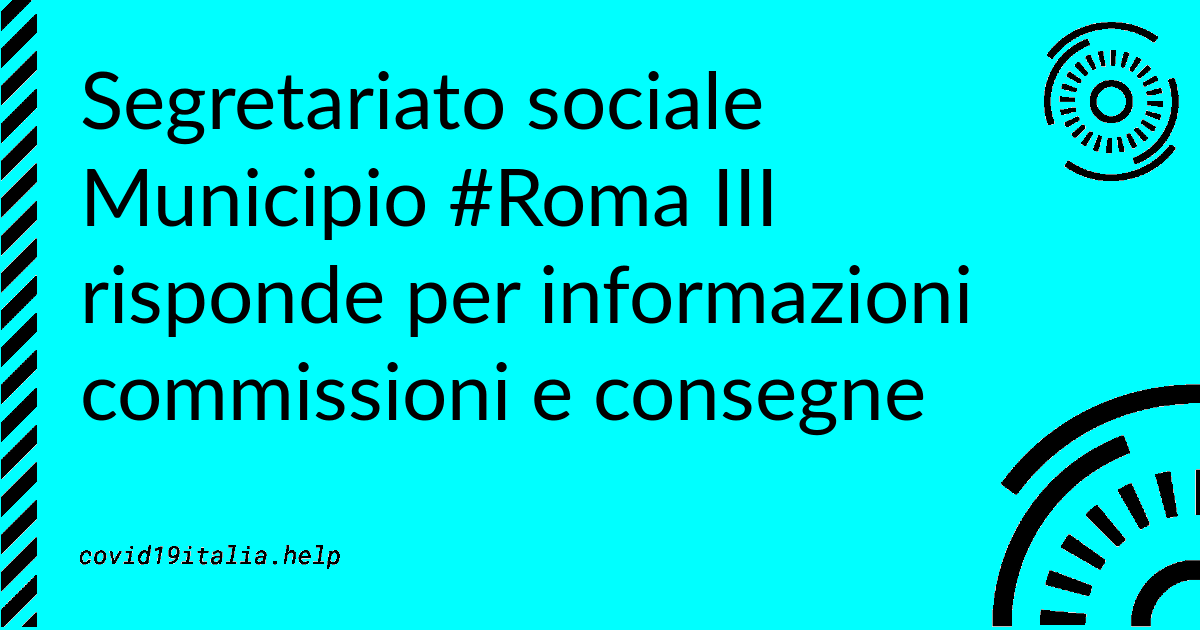 Segretariato sociale
Municipio #Roma III
risponde per informazioni
commissioni e consegne
covid19italia.help